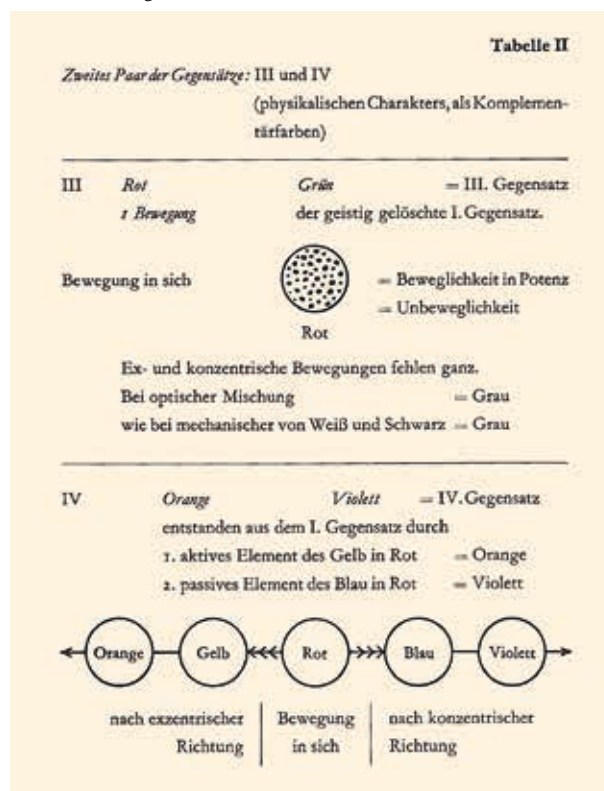 Tabelle II
Zweites Paar der Gegensätze: III und IV
(physikalischen Charakters, als Komplemen-
tärfarben)
III Rot Grün = III. Gegensatz
1 Bewegung der geistig gelöschte I. Gegensatz.
Bewegung in sich = Beweglichkeit in Potenz
= Unbeweglichkeit
Rot
Ex- und konzentrische Bewegungen fehlen ganz.
Bei optischer Mischung = Grau
wie bei mechanischer von Weiß und Schwarz = Grau
IV Orange Violett = IV. Gegensatz
entstanden aus dem I. Gegensatz durch
1. aktives Element des Gelb in Rot = Orange
2. passives Element des Blau in Rot = Violett
Orange Gelb Rot Blau Violett
nach exzentrischer Bewegung nach konzentrischer
Richtung in sich Richtung